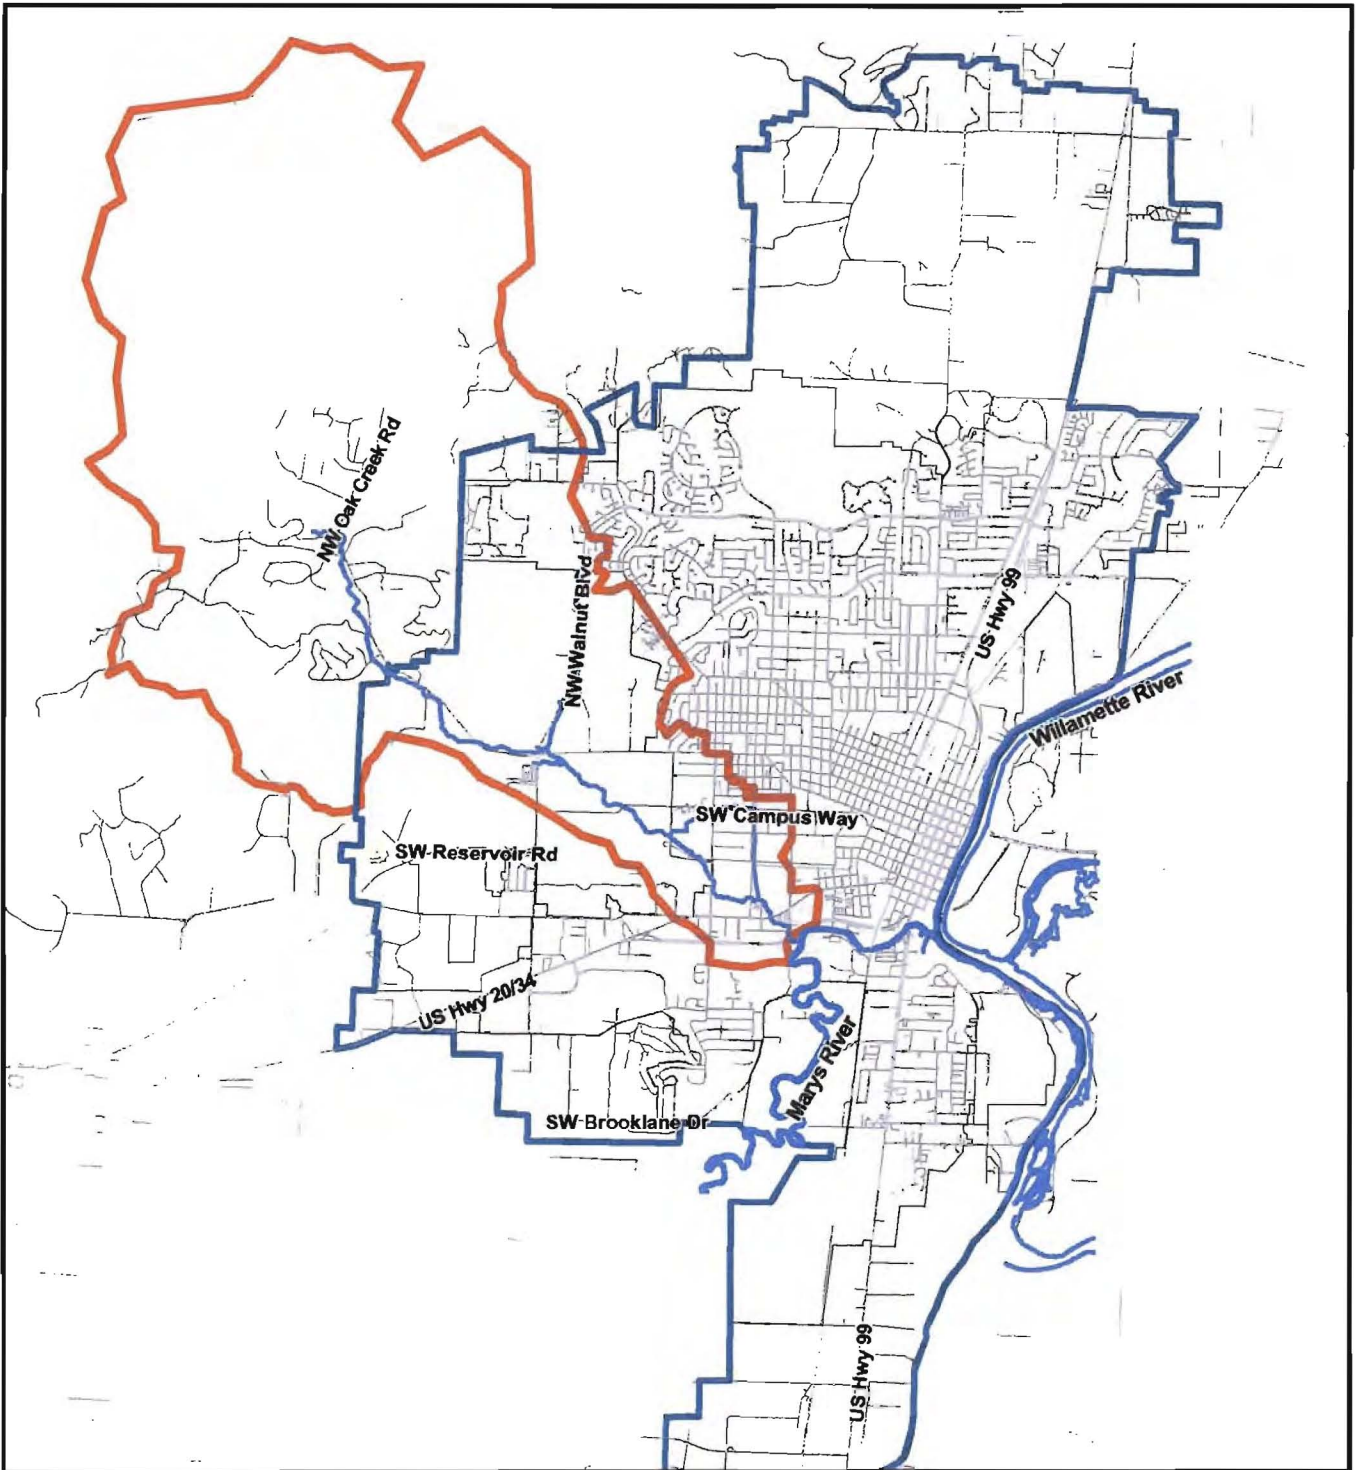 NW Oak Creek Rd
NW Walnut Blvd
US Hwy 99
Willamette River
SW Campus Way
SW Reservoir Rd
US Hwy 20/34
Marys River
SW Brooklane Dr
US Hwy 99